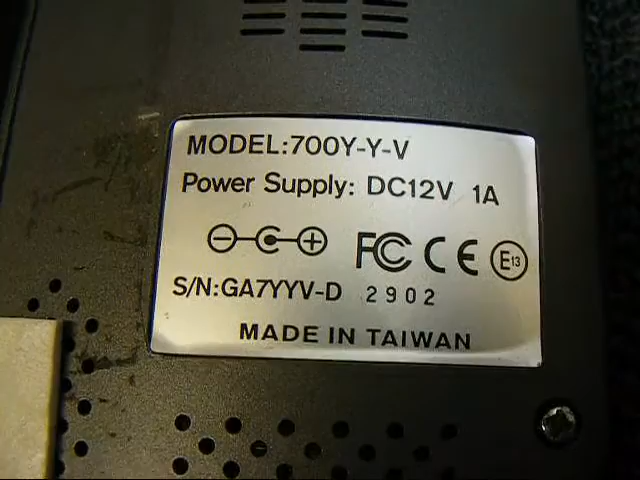 MODEL:700Y-Y-V
Power Supply: DC12V 1A
FC CE E13
S/N:GA7YYV-D 2902
MADE IN TAIWAN